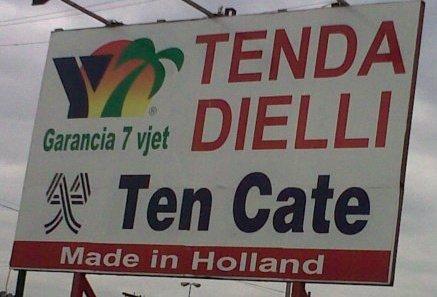 TENDA
DIELLI
®
Garancia 7 vjet
Ten Cate
Made in Holland